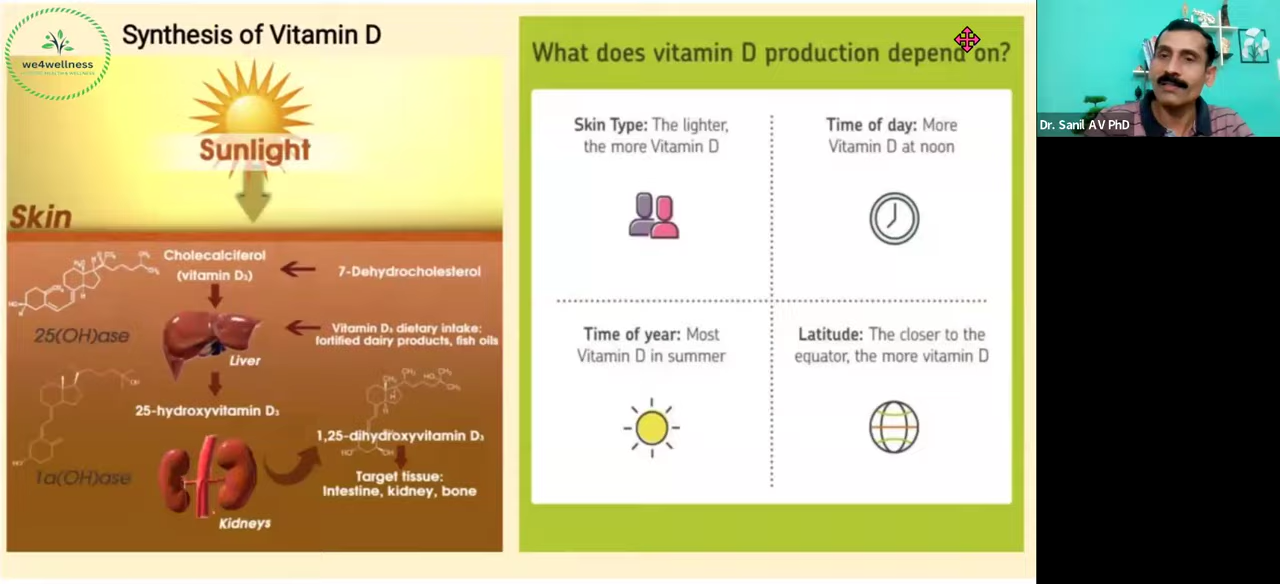 Synthesis of Vitamin D
we4wellness
Sunlight
Skin
Cholecalciferol
(vitamin D₃)
7-Dehydrocholesterol
25(OH)ase
Vitamin D₃ dietary intake:
fortified dairy products, fish oils
Liver
25-hydroxyvitamin D₃
1,25-dihydroxyvitamin D₃
1a(OH)ase
Target tissue:
Intestine, kidney, bone
Kidneys
What does vitamin D production depend on?
Skin Type: The lighter,
the more Vitamin D
Time of day: More
Vitamin D at noon
Time of year: Most
Vitamin D in summer
Latitude: The closer to the
equator, the more vitamin D
Dr. Sanil A V PhD